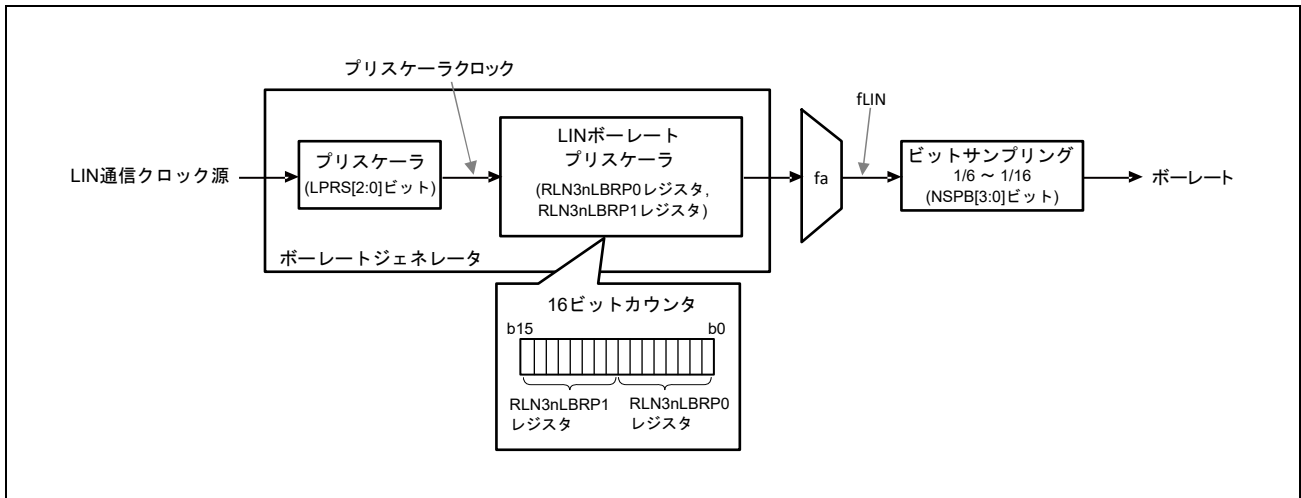 プリスケーラクロック
fLIN
LIN通信クロック源
プリスケーラ
(LPRS[2:0]ビット)
LINボーレート
プリスケーラ
(RLN3nLBRP0レジスタ,
RLN3nLBRP1レジスタ)
fa
ビットサンプリング
1/6 ~ 1/16
(NSPB[3:0]ビット)
ボーレート
ボーレートジェネレータ
16ビットカウンタ
b15 b0
RLN3nLBRP1 RLN3nLBRP0
レジスタ レジスタ